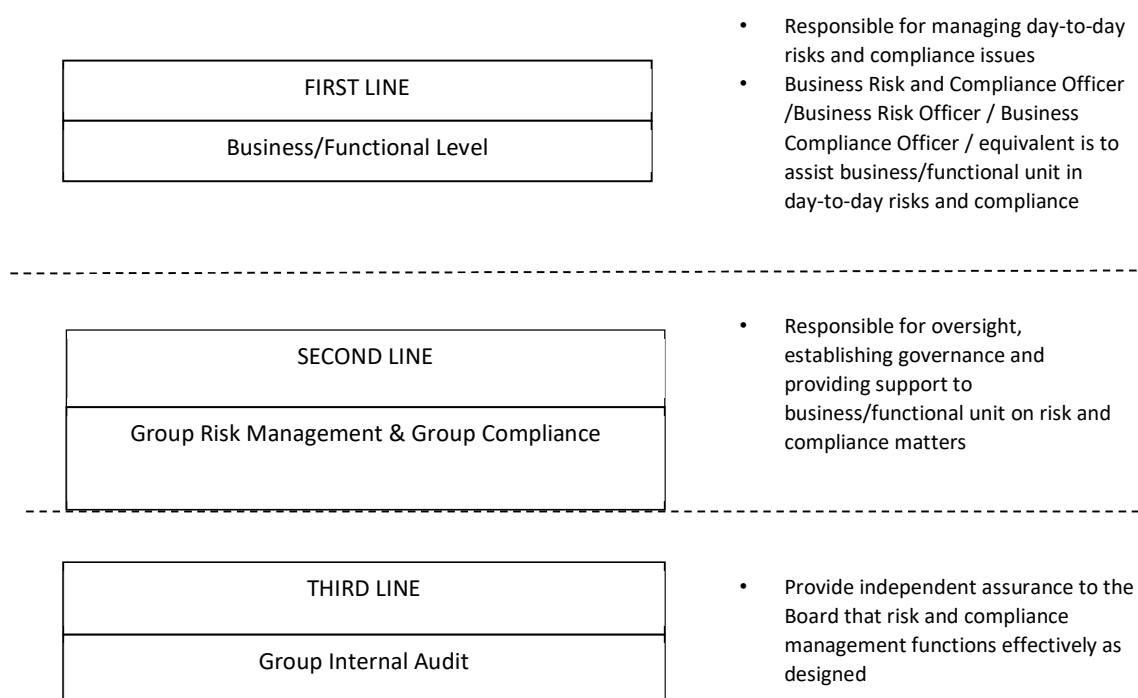 FIRST LINE
Business/Functional Level
• Responsible for managing day-to-day
risks and compliance issues
• Business Risk and Compliance Officer
/Business Risk Officer / Business
Compliance Officer / equivalent is to
assist business/functional unit in
day-to-day risks and compliance
SECOND LINE
Group Risk Management & Group Compliance
• Responsible for oversight,
establishing governance and
providing support to
business/functional unit on risk and
compliance matters
THIRD LINE
Group Internal Audit
• Provide independent assurance to the
Board that risk and compliance
management functions effectively as
designed